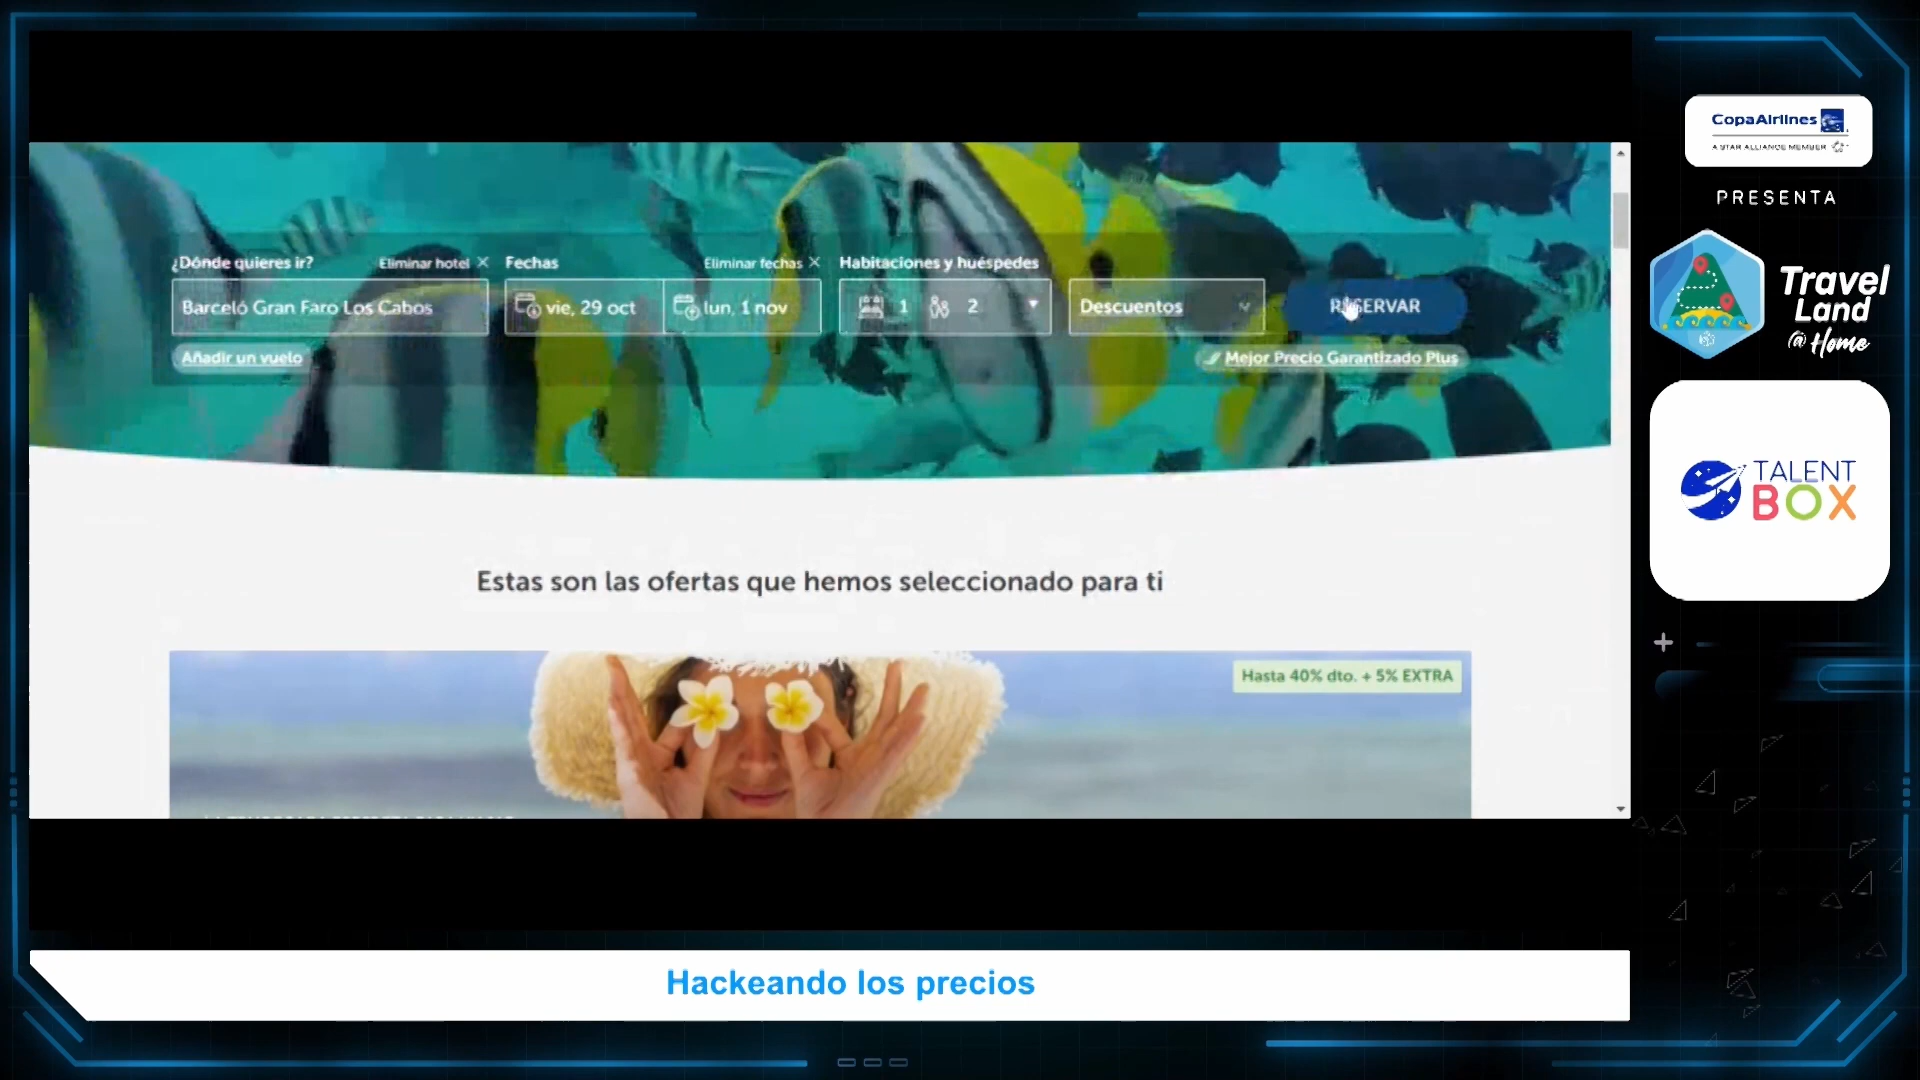 CopaAirlines
A STAR ALLIANCE MEMBER
PRESENTA
Travel
Land
@ Home
TALENT
BOX
¿Dónde quieres ir? Eliminar hotel X Fechas Eliminar fechas X Habitaciones y huéspedes
Barceló Gran Faro Los Cabos vie, 29 oct lun, 1 nov 1 2 Descuentos RESERVAR
Añadir un vuelo Mejor Precio Garantizado Plus
Estas son las ofertas que hemos seleccionado para ti
Hasta 40% dto. + 5% EXTRA
Hackeando los precios